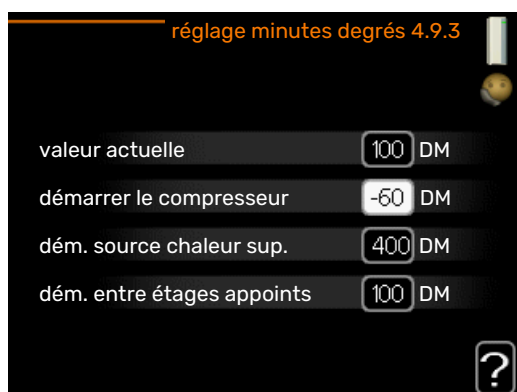 réglage minutes degrés 4.9.3
valeur actuelle 100 DM
démarrer le compresseur -60 DM
dém. source chaleur sup. 400 DM
dém. entre étages appoints 100 DM
?